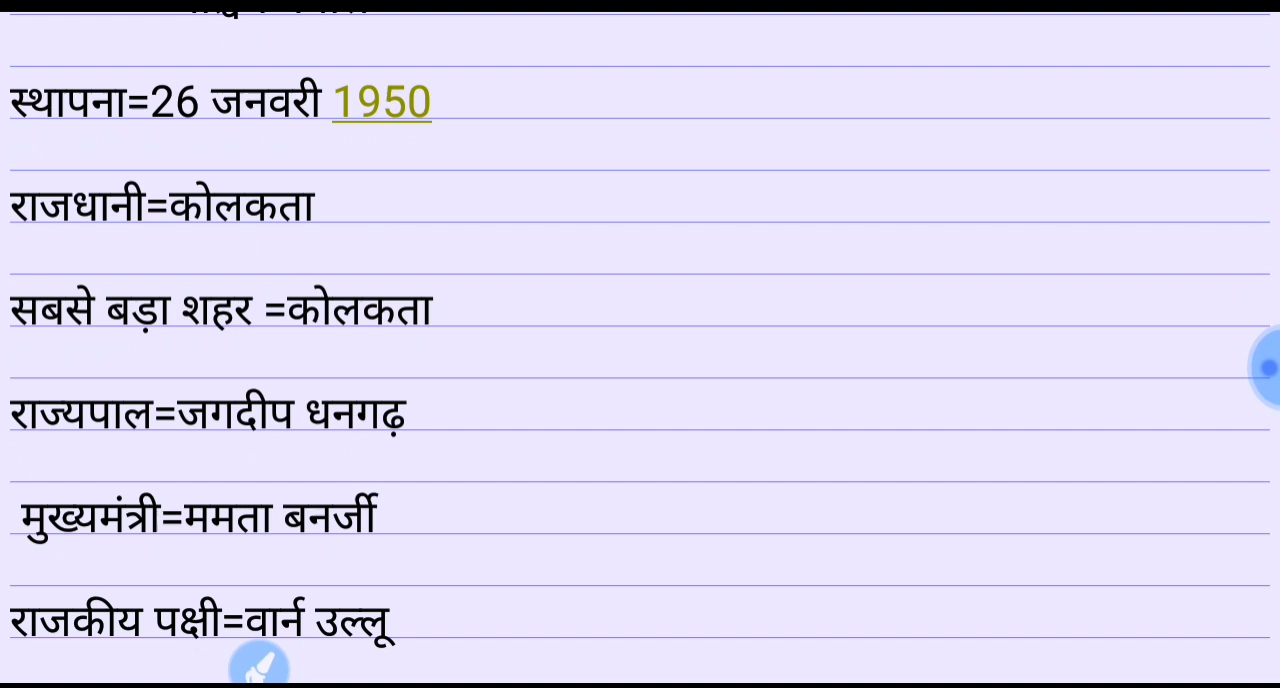 स्थापना=26 जनवरी 1950
राजधानी=कोलकता
सबसे बड़ा शहर =कोलकता
राज्यपाल=जगदीप धनगढ़
मुख्यमंत्री=ममता बनर्जी
राजकीय पक्षी=वार्न उल्लू